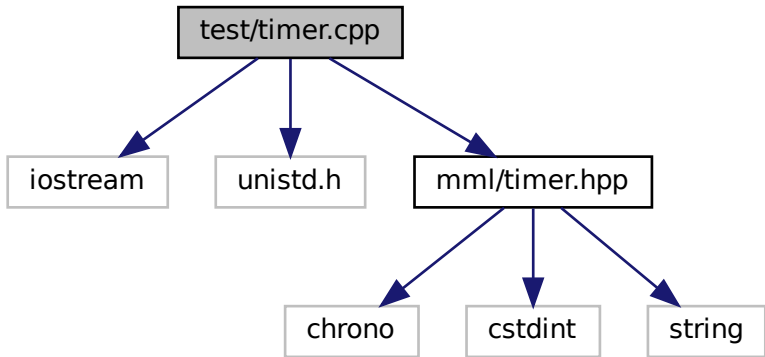 test/timer.cpp
iostream
unistd.h
mml/timer.hpp
chrono
cstdint
string